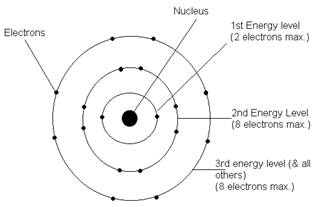 Nucleus
Electrons
1st Energy level
(2 electrons max.)
2nd Energy Level
(8 electrons max.)
3rd energy level (& all
others)
(8 electrons max.)